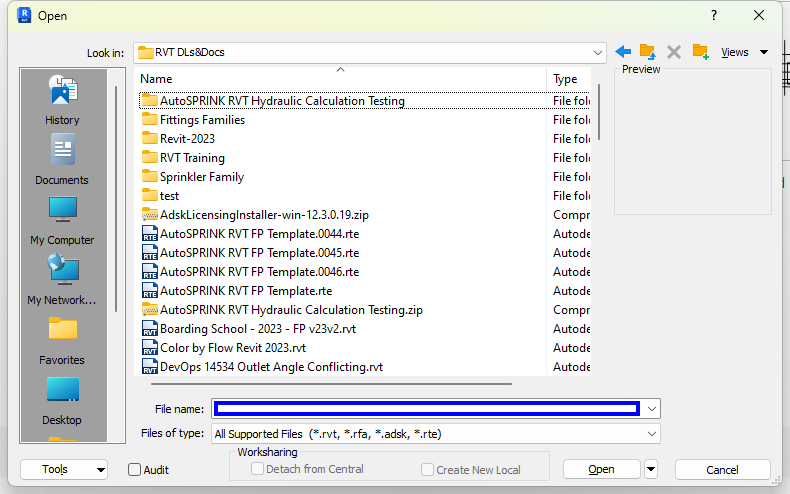 Open
?
Look in:
RVT DLs&Docs
Views
History
Documents
My Computer
My Network...
Favorites
Desktop
Name
Type
AutoSPRINK RVT Hydraulic Calculation Testing
File fol
Fittings Families
File fol
Revit-2023
File fol
RVT Training
File fol
Sprinkler Family
File fol
test
File fol
AdskLicensingInstaller-win-12.3.0.19.zip
Compr
AutoSPRINK RVT FP Template.0044.rte
Autode
AutoSPRINK RVT FP Template.0045.rte
Autode
AutoSPRINK RVT FP Template.0046.rte
Autode
AutoSPRINK RVT FP Template.rte
Autode
AutoSPRINK RVT Hydraulic Calculation Testing.zip
Compr
Boarding School - 2023 - FP v23v2.rvt
Autode
Color by Flow Revit 2023.rvt
Autode
DevOps 14534 Outlet Angle Conflicting.rvt
Autode
Preview
File name:
Files of type:
All Supported Files (*.rvt, *.rfa, *.adsk, *.rte)
Tools
Audit
Worksharing
Detach from Central
Create New Local
Open
Cancel